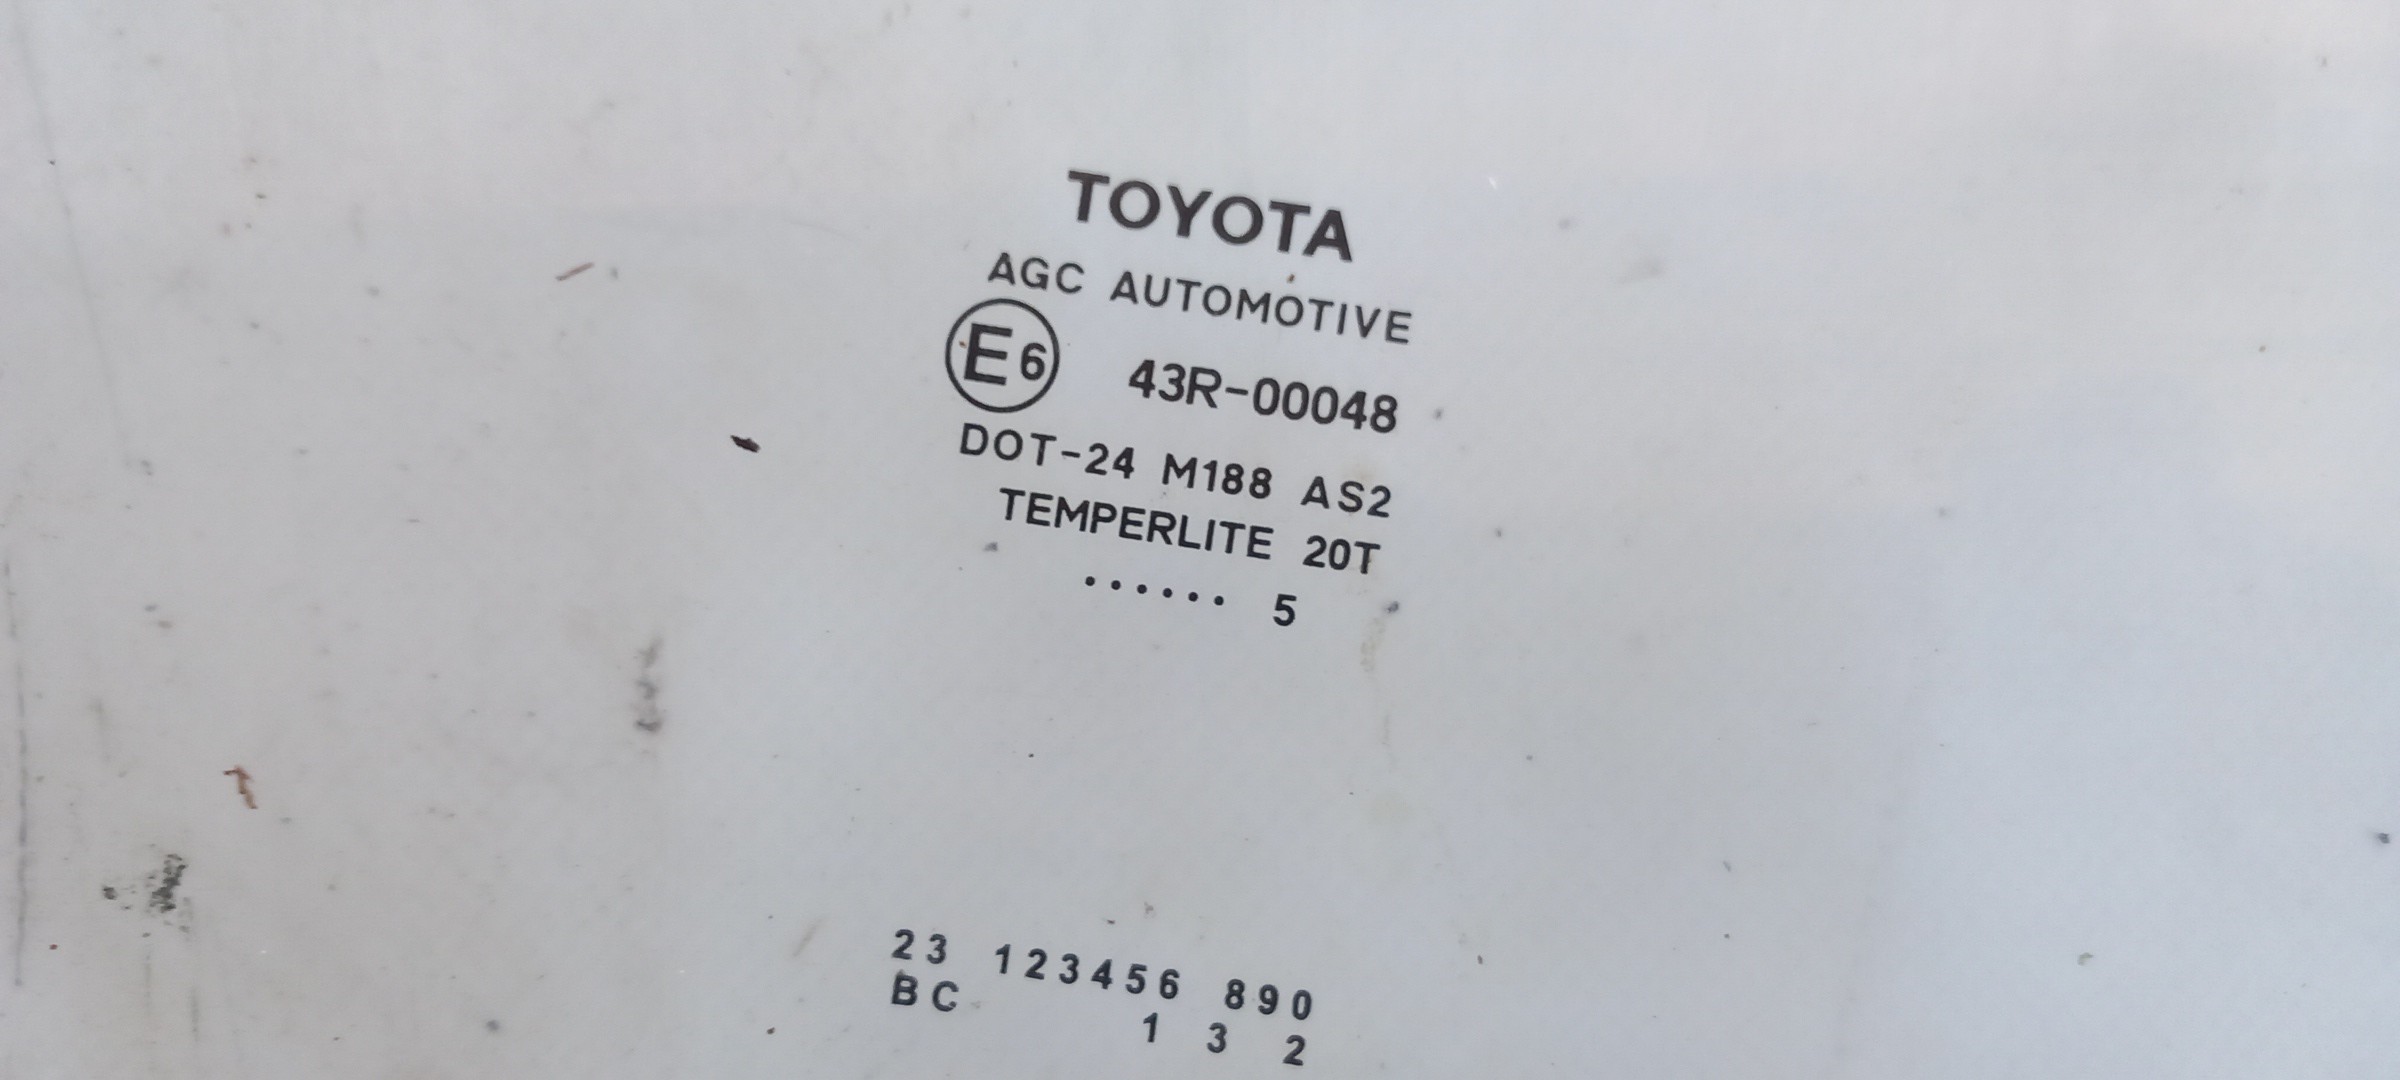 TOYOTA
AGC AUTOMOTIVE
E6 43R-00048
DOT-24 M188 AS2
TEMPERLITE 20T
...... 5
23 123456 890
BC 1 3 2